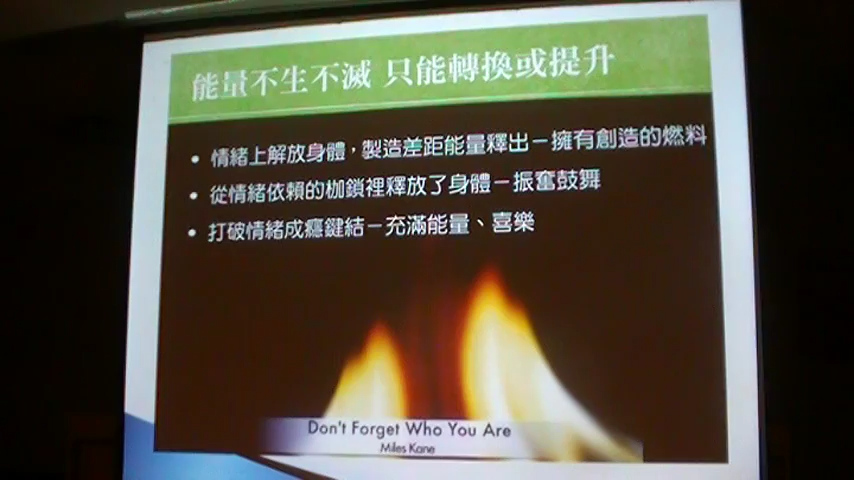 能量不生不滅 只能轉換或提升
• 情緒上解放身體，製造差距能量釋出－擁有創造的燃料
• 從情緒依賴的枷鎖裡釋放了身體－振奮鼓舞
• 打破情緒成癮鍵結－充滿能量、喜樂
Don't Forget Who You Are
Miles Kane